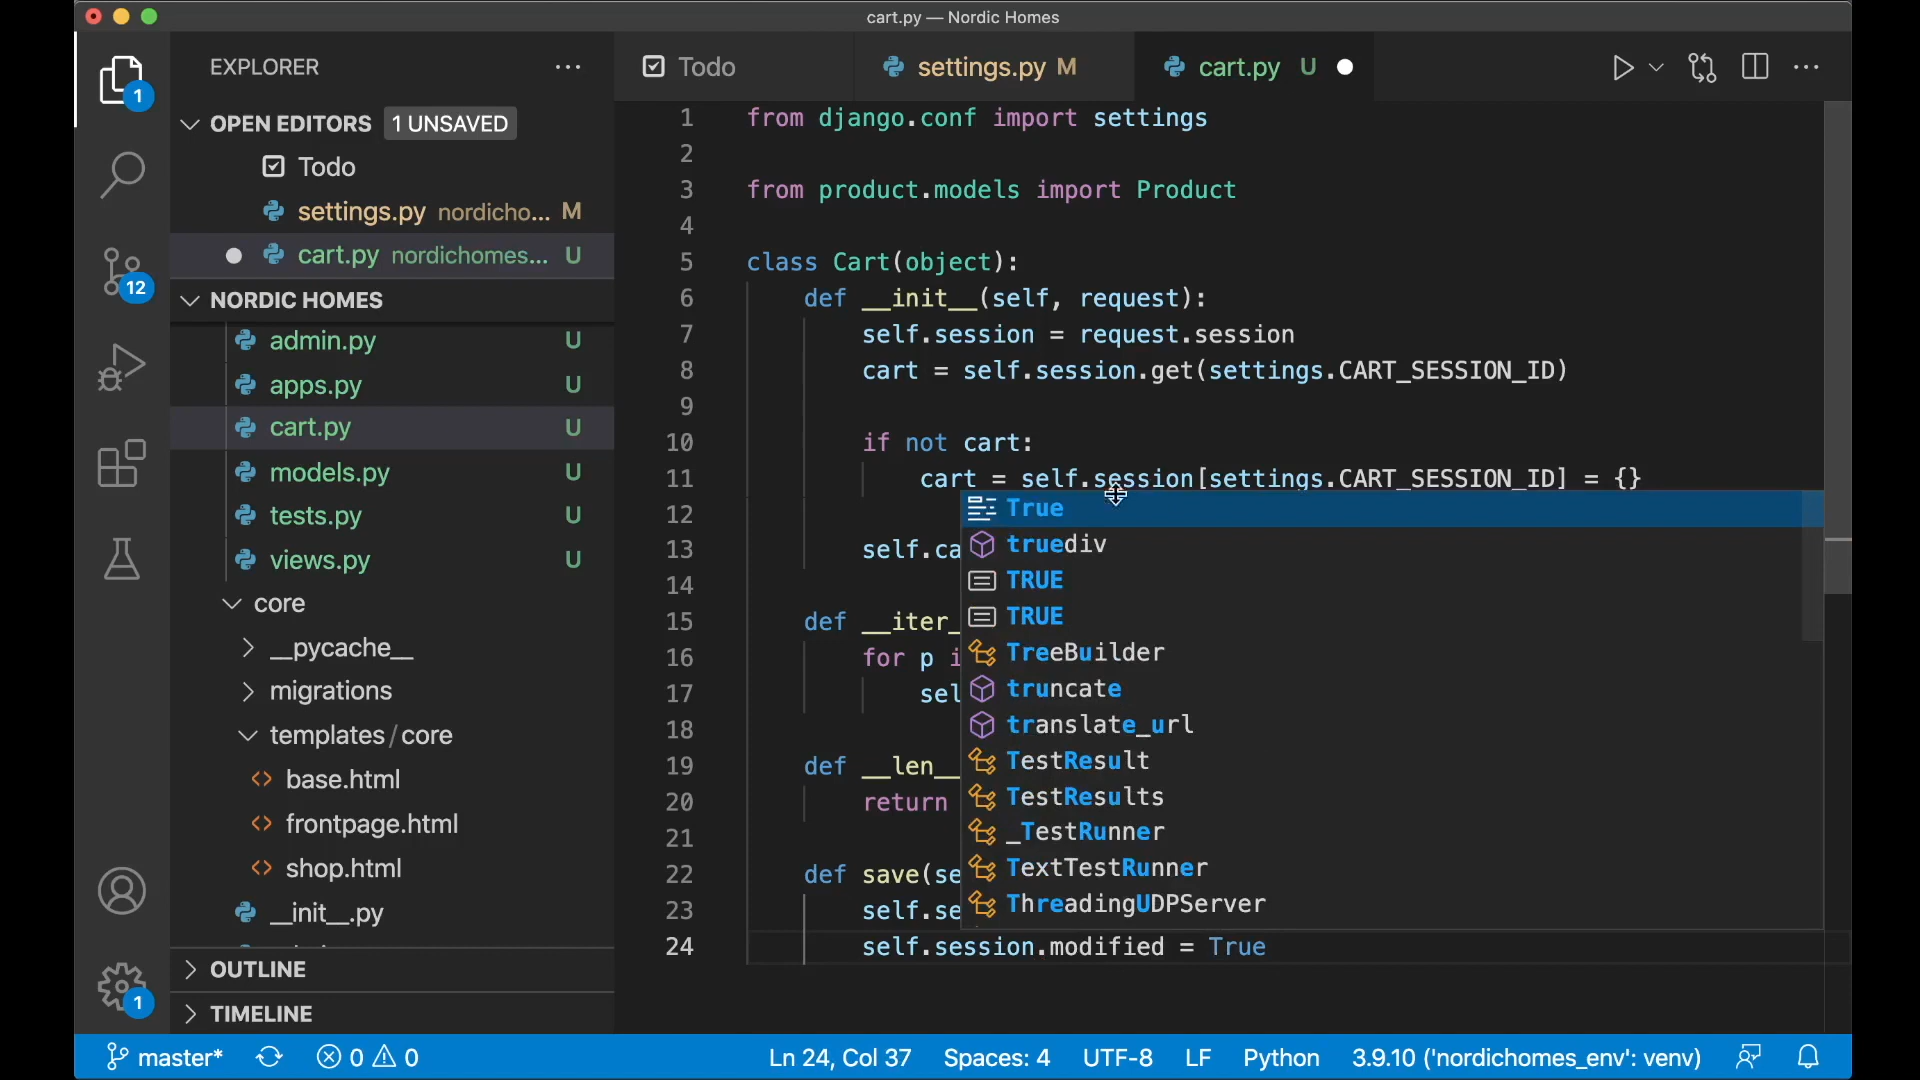 cart.py — Nordic Homes
EXPLORER
OPEN EDITORS 1 UNSAVED
Todo
settings.py nordicho... M
cart.py nordichomes... U
NORDIC HOMES
admin.py U
apps.py U
cart.py U
models.py U
tests.py U
views.py U
core
__pycache__
migrations
templates/core
base.html
frontpage.html
shop.html
__init__.py
OUTLINE
TIMELINE
1
12
1
Todo
settings.py M
cart.py U
1 from django.conf import settings
2
3 from product.models import Product
4
5 class Cart(object):
6 def __init__(self, request):
7 self.session = request.session
8 cart = self.session.get(settings.CART_SESSION_ID)
9
10 if not cart:
11 cart = self.session[settings.CART_SESSION_ID] = {}
12
13 self.ca
14
15 def __iter_
16 for p i
17 sel
18
19 def __len__
20 return
21
22 def save(se
23 self.se
24 self.session.modified = True
True
truediv
TRUE
TRUE
TreeBuilder
truncate
translate_url
TestResult
TestResults
_TestRunner
TextTestRunner
ThreadingUDPServer
master* 0 0 Ln 24, Col 37 Spaces: 4 UTF-8 LF Python 3.9.10 ('nordichomes_env': venv)